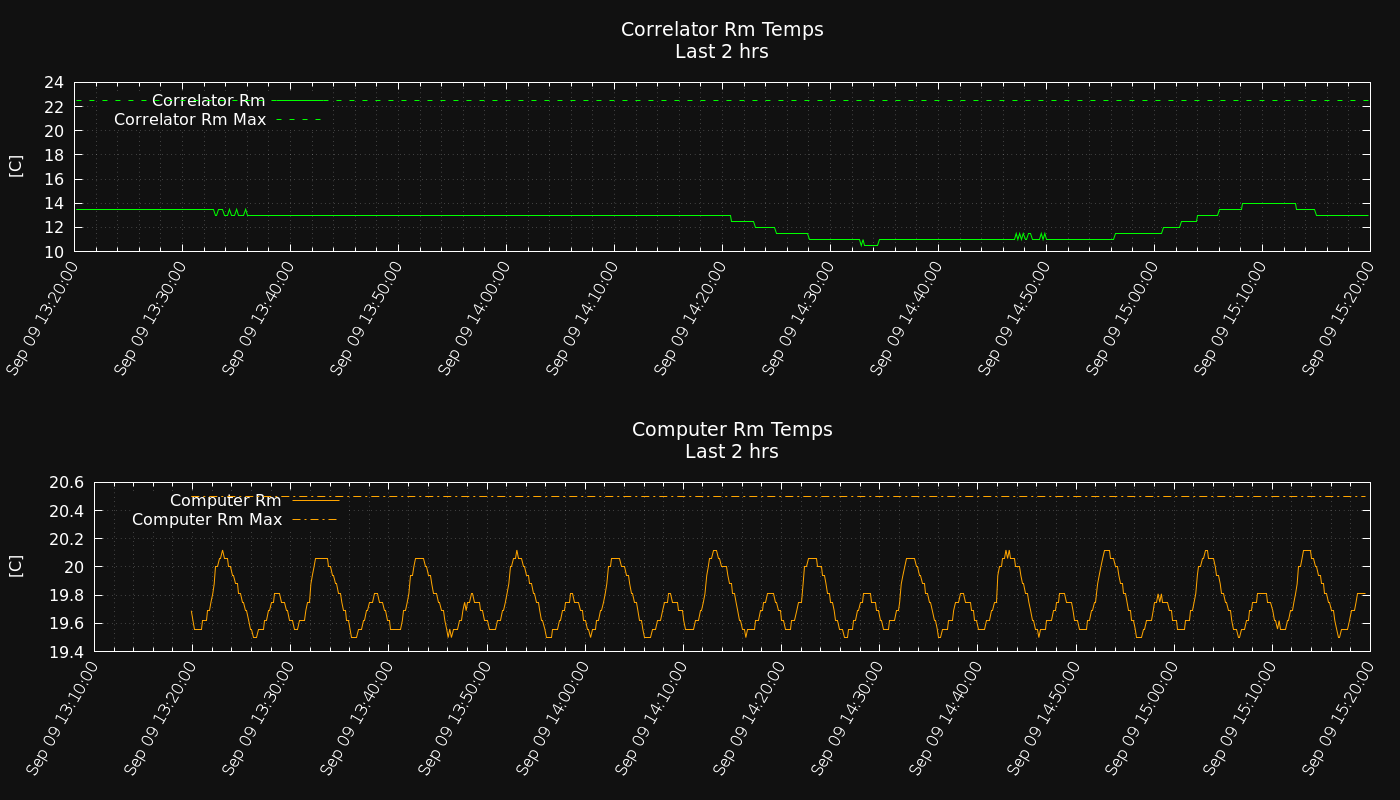 Correlator Rm Temps
Last 2 hrs
[C]
24
22
20
18
16
14
12
10
Correlator Rm
Correlator Rm Max
Sep 09 13:20:00
Sep 09 13:30:00
Sep 09 13:40:00
Sep 09 13:50:00
Sep 09 14:00:00
Sep 09 14:10:00
Sep 09 14:20:00
Sep 09 14:30:00
Sep 09 14:40:00
Sep 09 14:50:00
Sep 09 15:00:00
Sep 09 15:10:00
Sep 09 15:20:00
Computer Rm Temps
Last 2 hrs
[C]
20.6
20.4
20.2
20
19.8
19.6
19.4
Computer Rm
Computer Rm Max
Sep 09 13:10:00
Sep 09 13:20:00
Sep 09 13:30:00
Sep 09 13:40:00
Sep 09 13:50:00
Sep 09 14:00:00
Sep 09 14:10:00
Sep 09 14:20:00
Sep 09 14:30:00
Sep 09 14:40:00
Sep 09 14:50:00
Sep 09 15:00:00
Sep 09 15:10:00
Sep 09 15:20:00